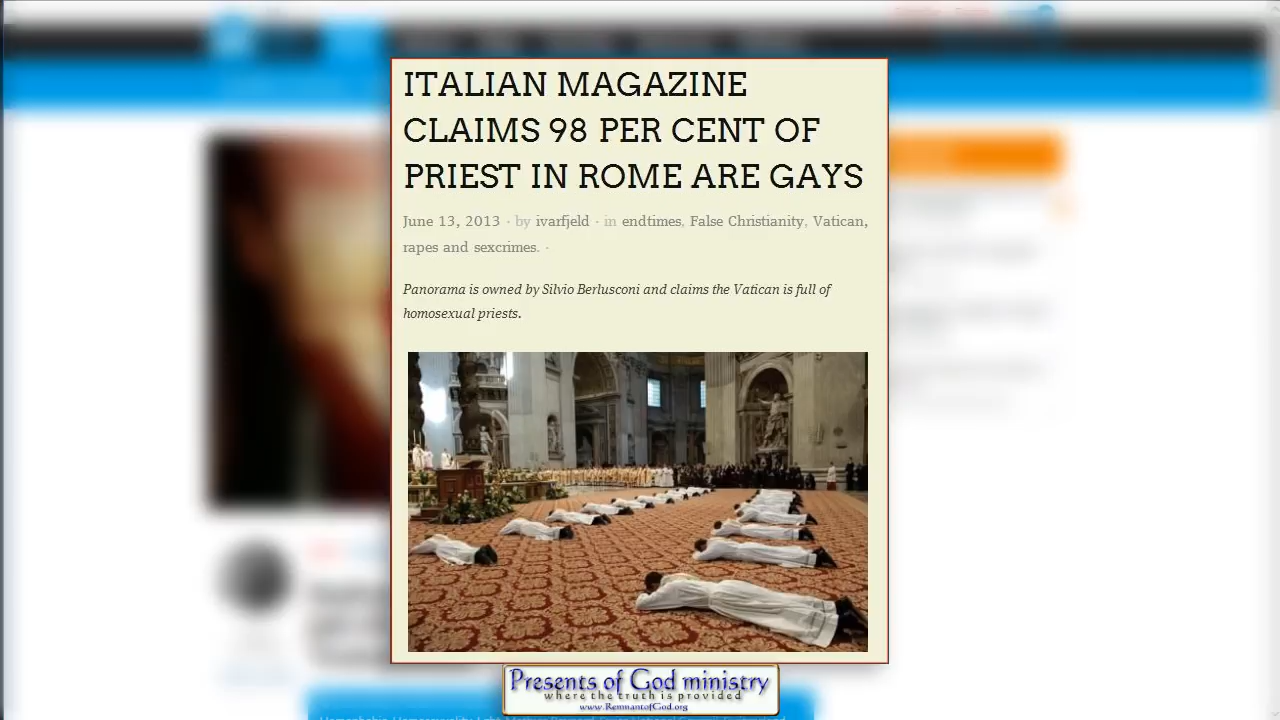 ITALIAN MAGAZINE
CLAIMS 98 PER CENT OF
PRIEST IN ROME ARE GAYS
June 13, 2013 · by ivarfjeld · in endtimes, False Christianity, Vatican,
rapes and sexcrimes. ·
Panorama is owned by Silvio Berlusconi and claims the Vatican is full of
homosexual priests.
Presents of God ministry
where the truth is provided
www.RemnantofGod.org